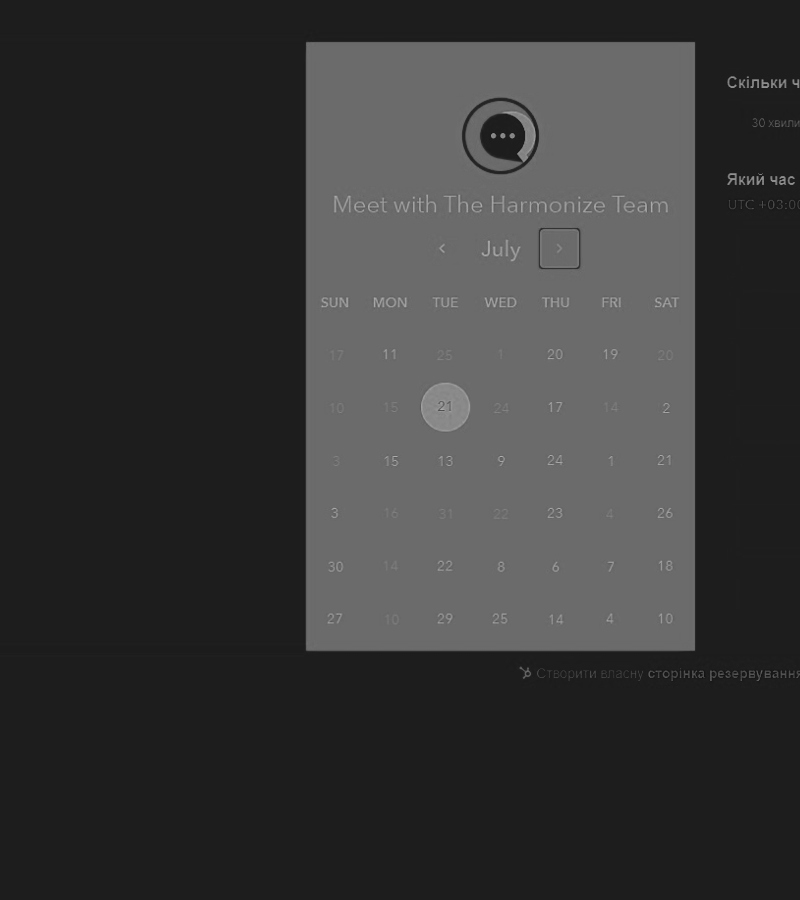 Скільки ч
30 хвили
Який час
UTC +03:00
Meet with The Harmonize Team
July
SUN MON TUE WED THU FRI SAT
17 11 25 1 20 19 20
10 15 21 24 17 14 2
3 15 13 9 24 1 21
3 16 31 22 23 4 26
30 14 22 8 6 7 18
27 10 29 25 14 4 10
Створити власну сторінка резервування